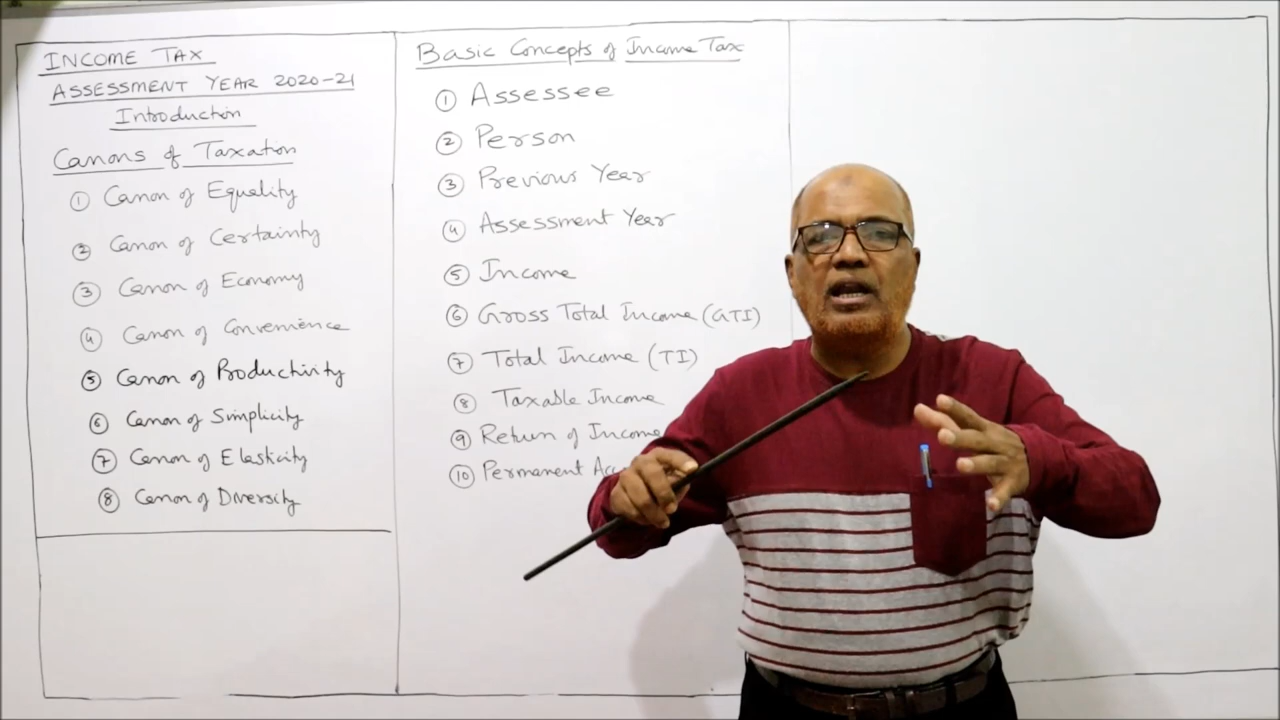 INCOME TAX
ASSESSMENT YEAR 2020-21
Introduction
Canons of Taxation
① Canon of Equality
② Canon of Certainty
③ Canon of Economy
④ Canon of Convenience
⑤ Canon of Productivity
⑥ Canon of Simplicity
⑦ Canon of Elasticity
⑧ Canon of Diversity
Basic Concepts of Income Tax
① Assessee
② Person
③ Previous Year
④ Assessment Year
⑤ Income
⑥ Gross Total Income (GTI)
⑦ Total Income (TI)
⑧ Taxable Income
⑨ Return of Income
⑩ Permanent